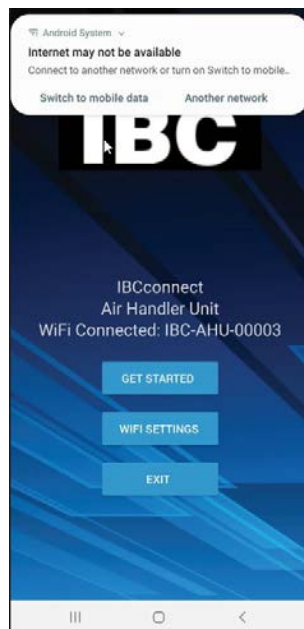 Android System
Internet may not be available
Connect to another network or turn on Switch to mobile..
Switch to mobile data Another network
IBC
IBCconnect
Air Handler Unit
WiFi Connected: IBC-AHU-00003
GET STARTED
WIFI SETTINGS
EXIT